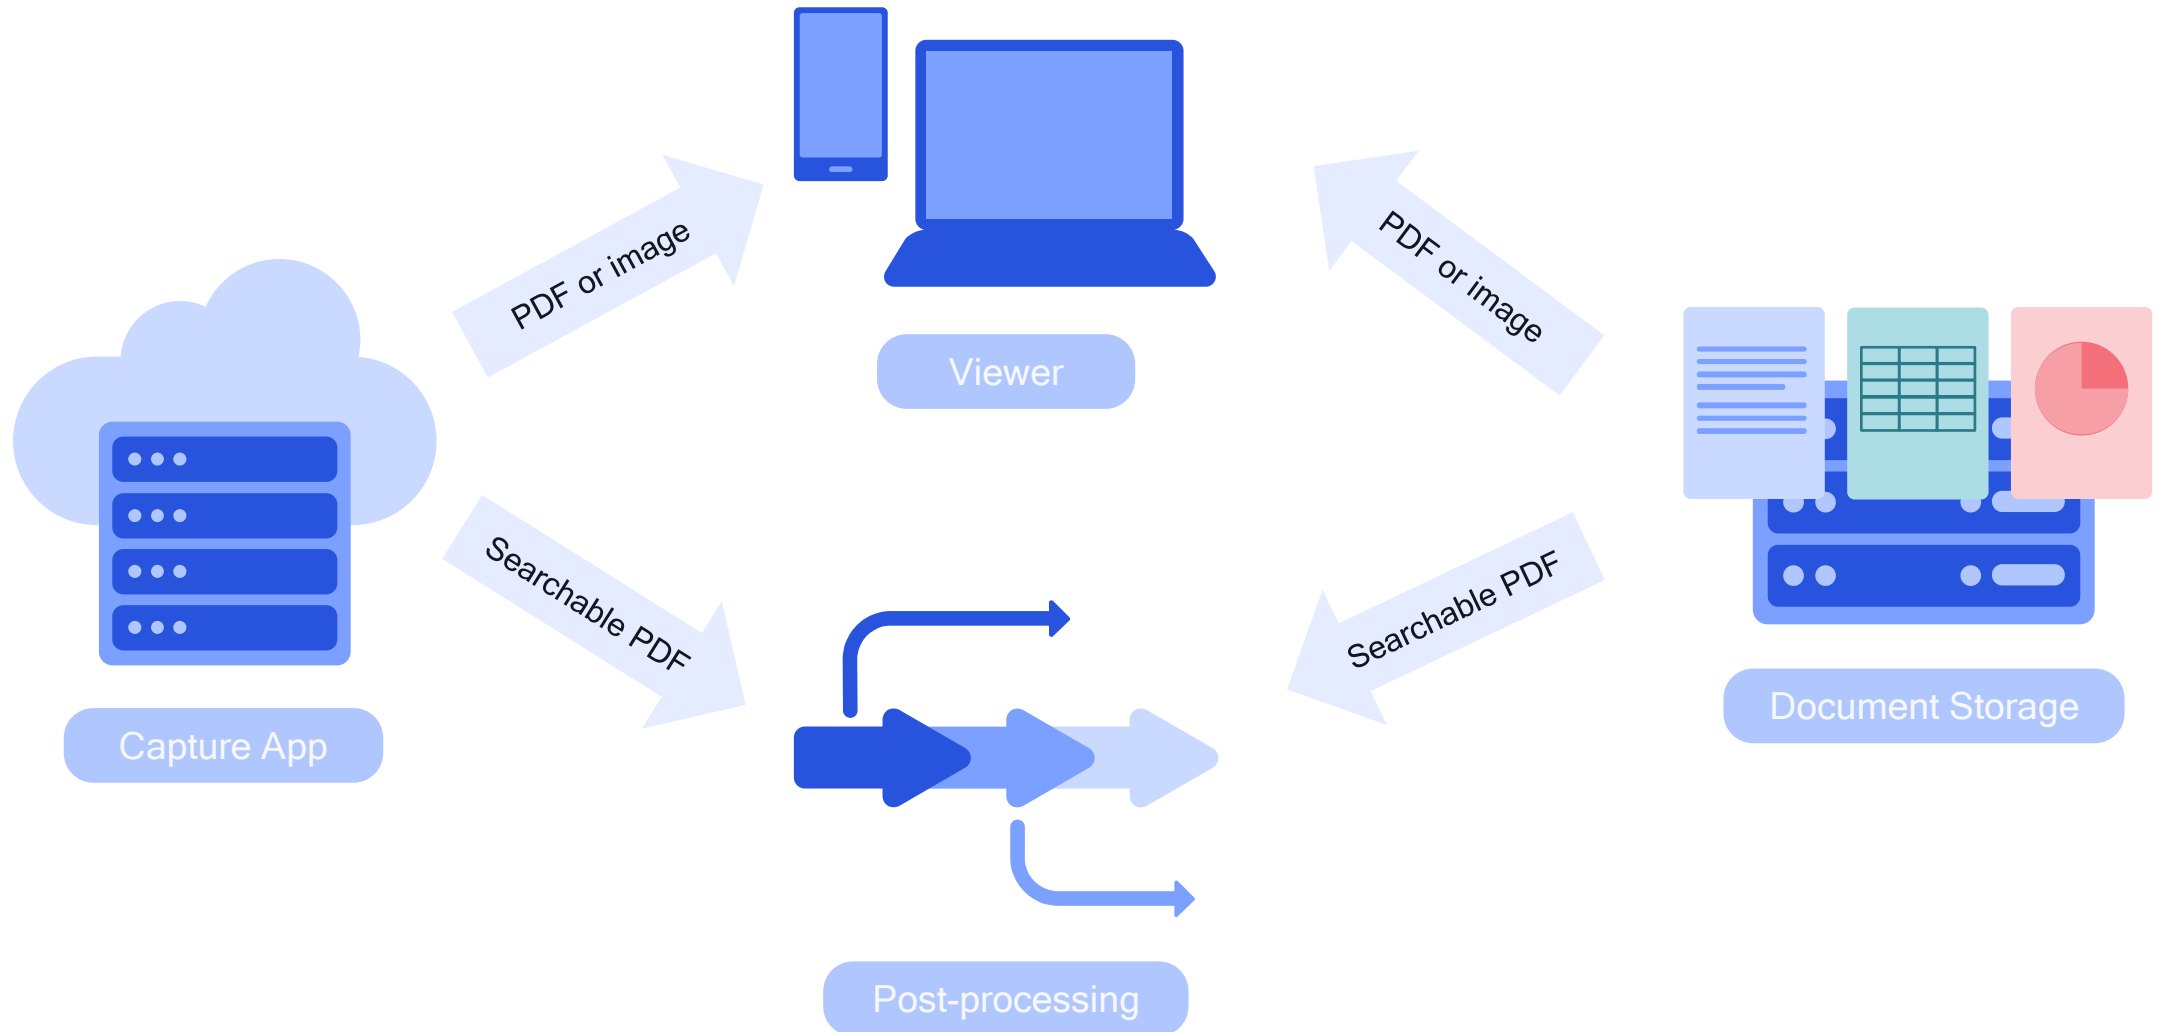 PDF or image
PDF or image
Viewer
Searchable PDF
Searchable PDF
Capture App
Document Storage
Post-processing